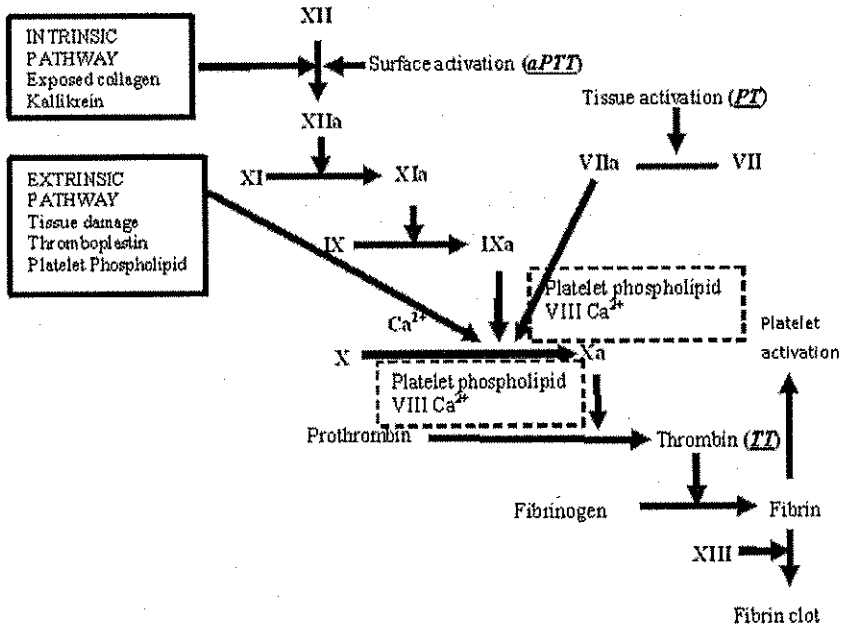 XII
INTRINSIC
PATHWAY
Exposed collagen
Kallikrein
Surface activation (aPTT)
Tissue activation (PT)
XIIa
VIIa
VII
XI
XIa
EXTRINSIC
PATHWAY
Tissue damage
Thromboplastin
Platelet Phospholipid
IX
IXa
Platelet phospholipid
VIII Ca2+
Ca2+
Platelet
activation
X
Xa
Platelet phospholipid
VIII Ca2+
Prothrombin
Thrombin (TT)
Fibrinogen
Fibrin
XIII
Fibrin clot